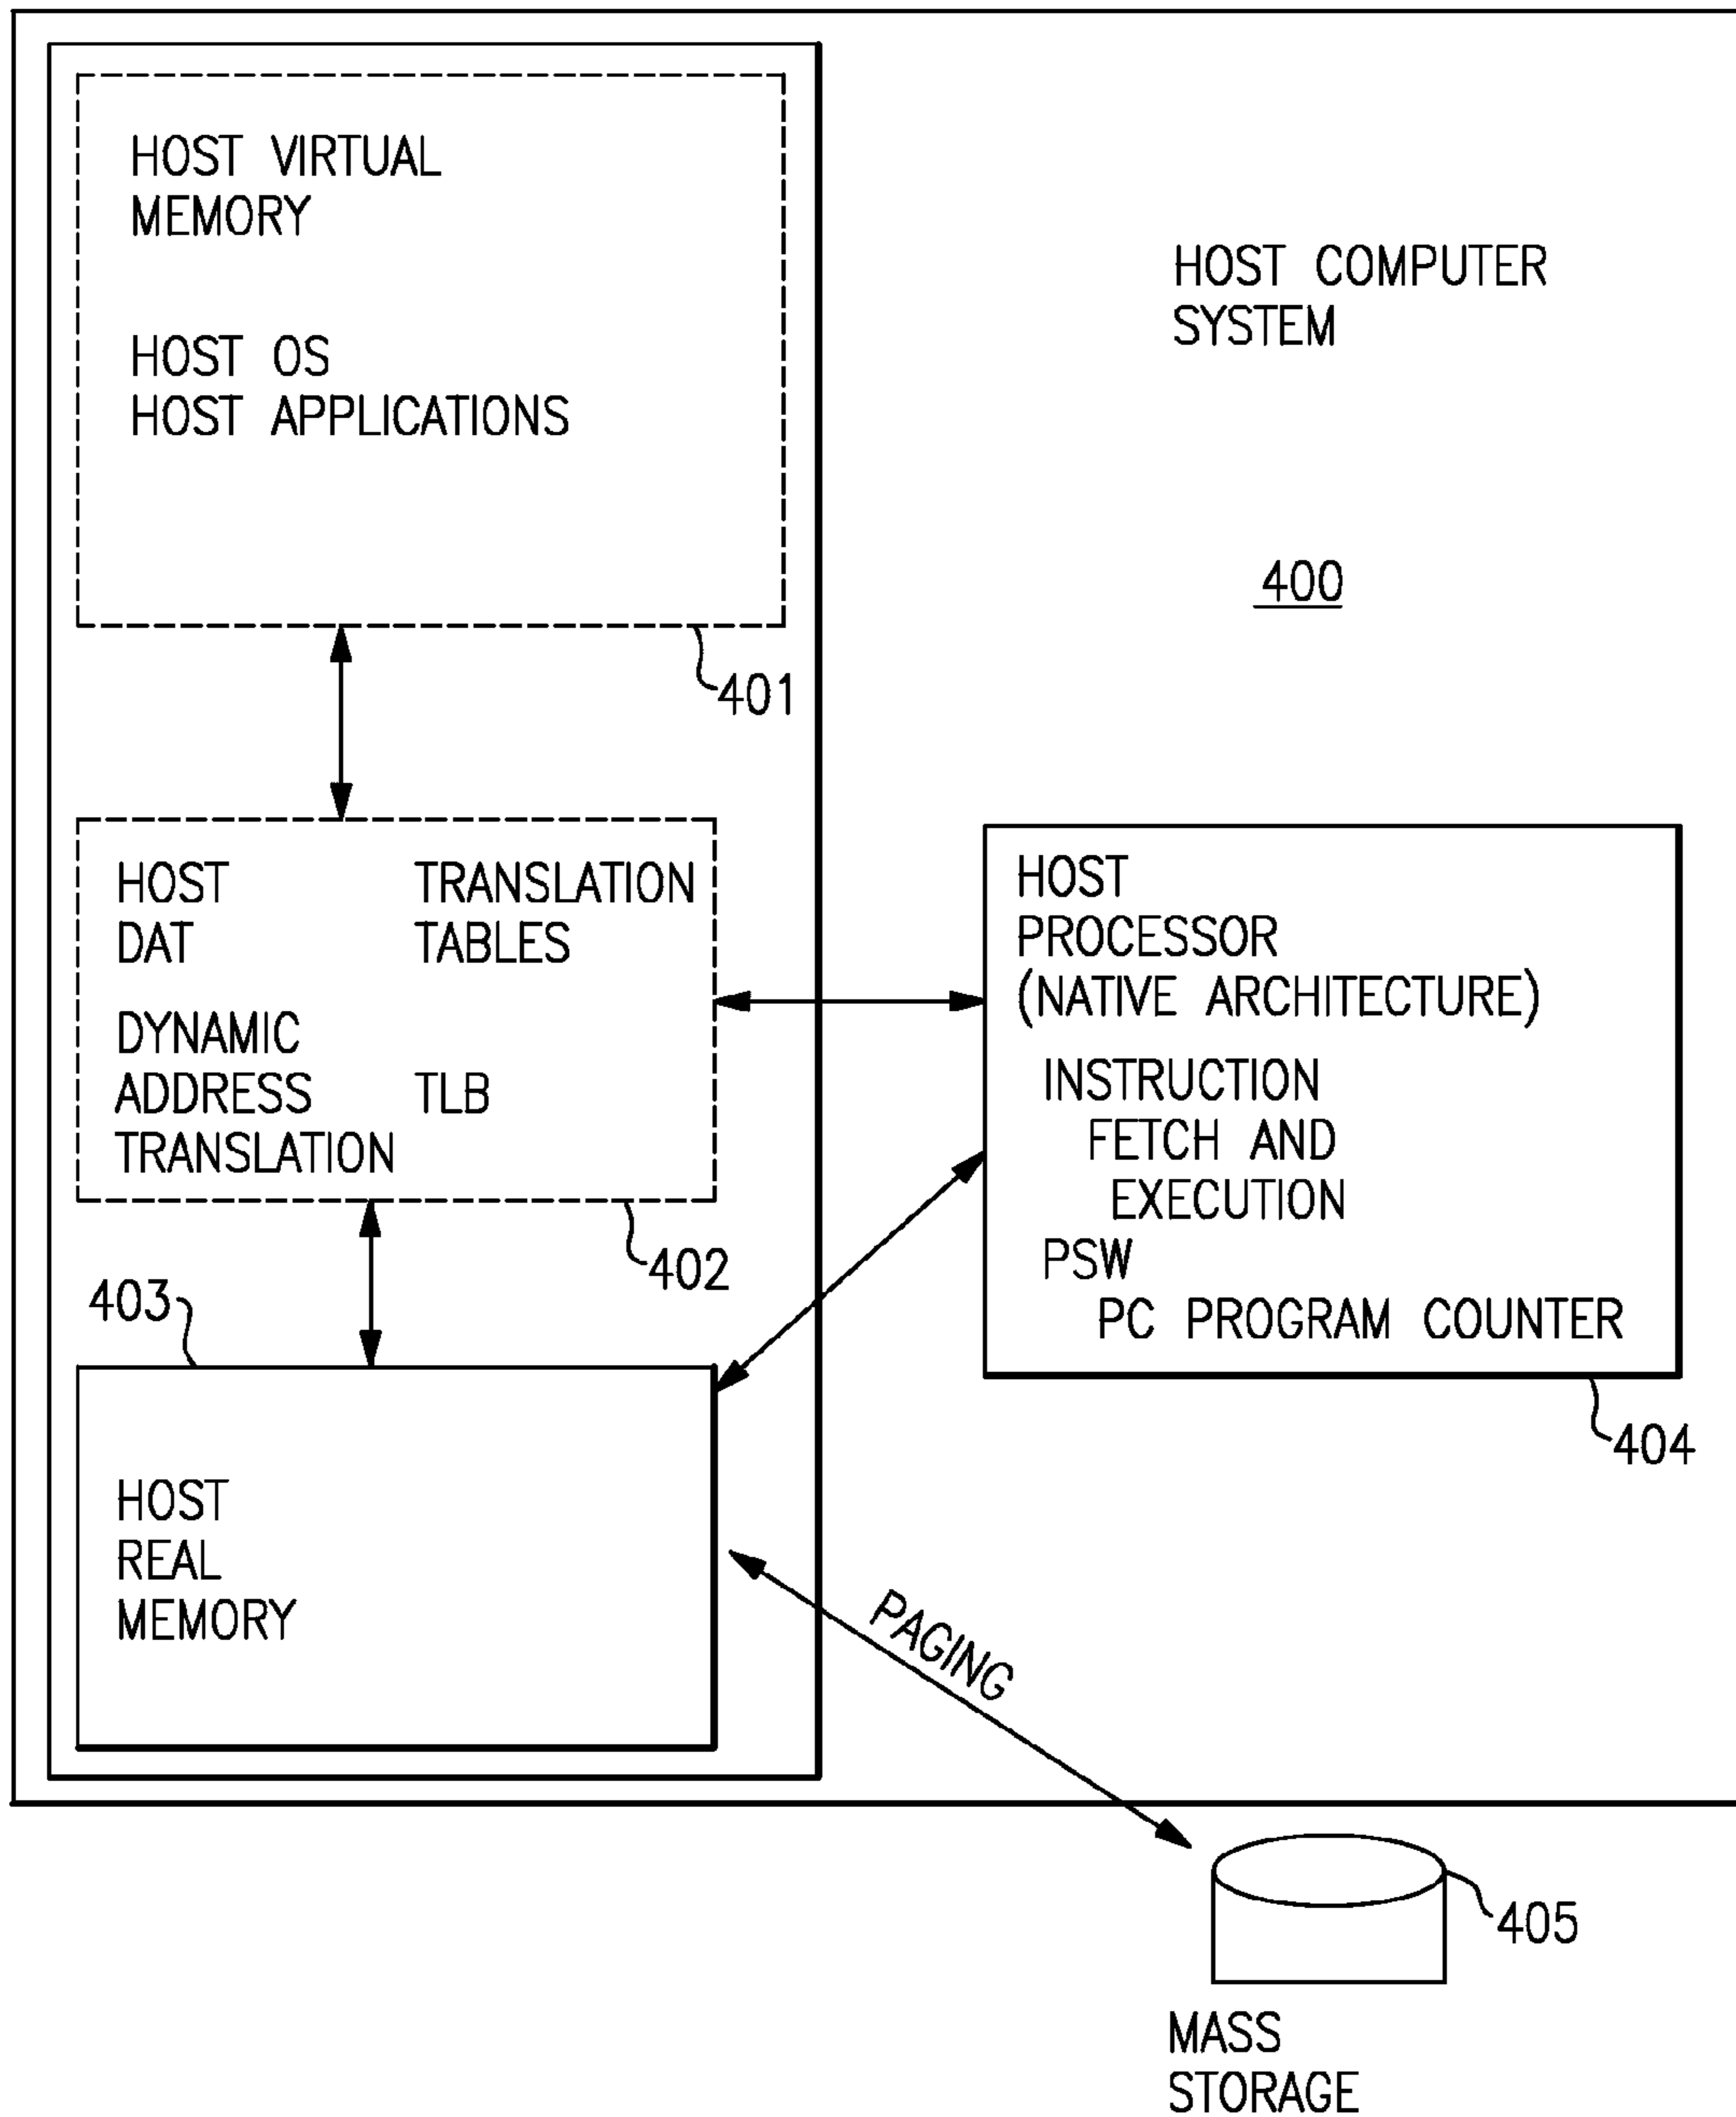 HOST VIRTUAL
MEMORY
HOST OS
HOST APPLICATIONS
401
HOST COMPUTER
SYSTEM
400
HOST
DAT
TRANSLATION
TABLES
DYNAMIC
ADDRESS
TRANSLATION
TLB
402
HOST
PROCESSOR
(NATIVE ARCHITECTURE)
INSTRUCTION
FETCH AND
EXECUTION
PSW
PC PROGRAM COUNTER
404
403
HOST
REAL
MEMORY
PAGING
405
MASS
STORAGE